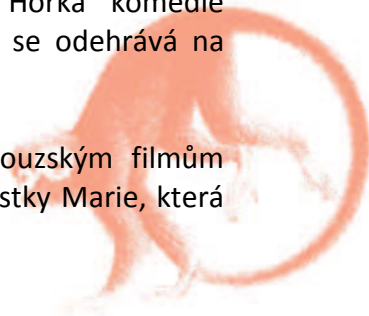 Hořká komedie
se odehrává na
ouzským filmům
stky Marie, která